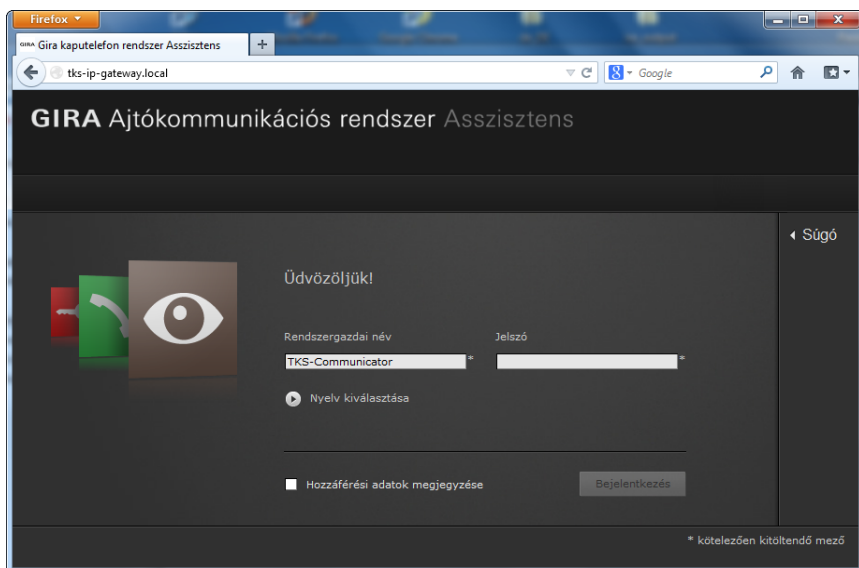 Firefox
GIRA Gira kaputelefon rendszer Asszisztens
tks-ip-gateway.local
Google
GIRA Ajtókommunikációs rendszer Asszisztens
Súgó
Üdvözöljük!
Rendszergazdai név Jelszó
TKS-Communicator * *
Nyelv kiválasztása
Hozzáférési adatok megjegyzése Bejelentkezés
* kötelezően kitöltendő mező